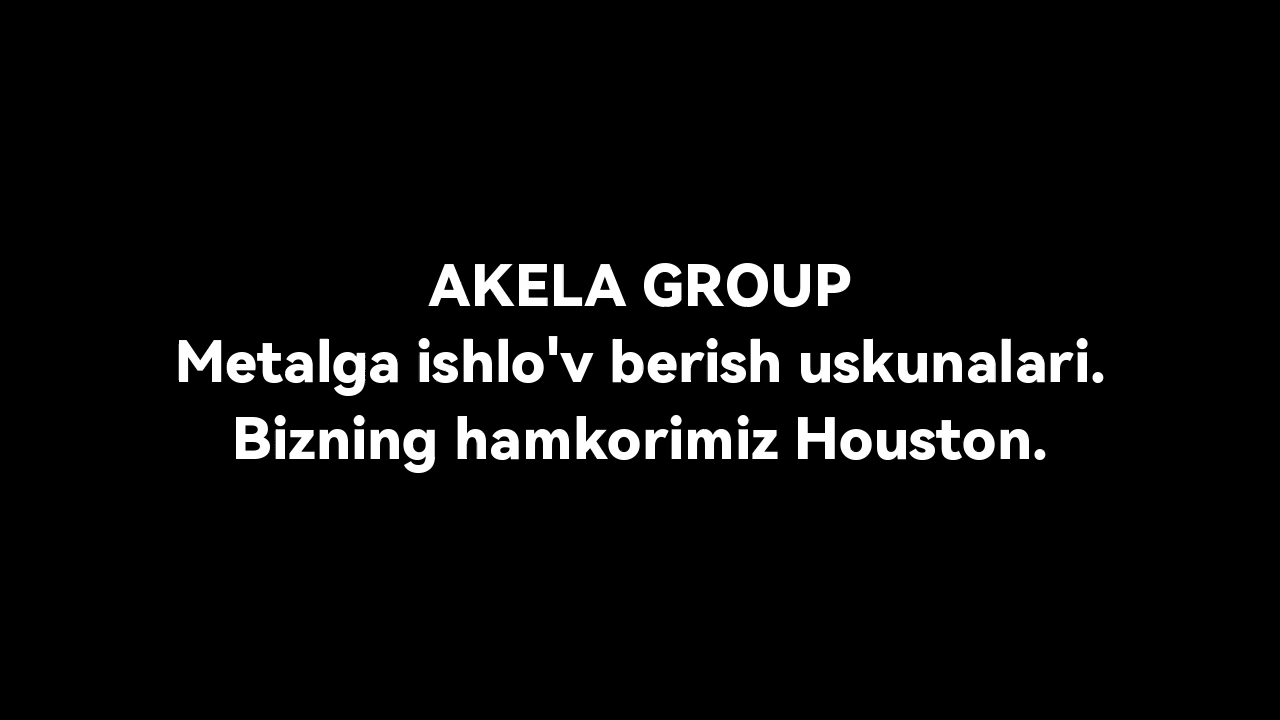 AKELA GROUP
Metalga ishlo'v berish uskunalari.
Bizning hamkorimiz Houston.